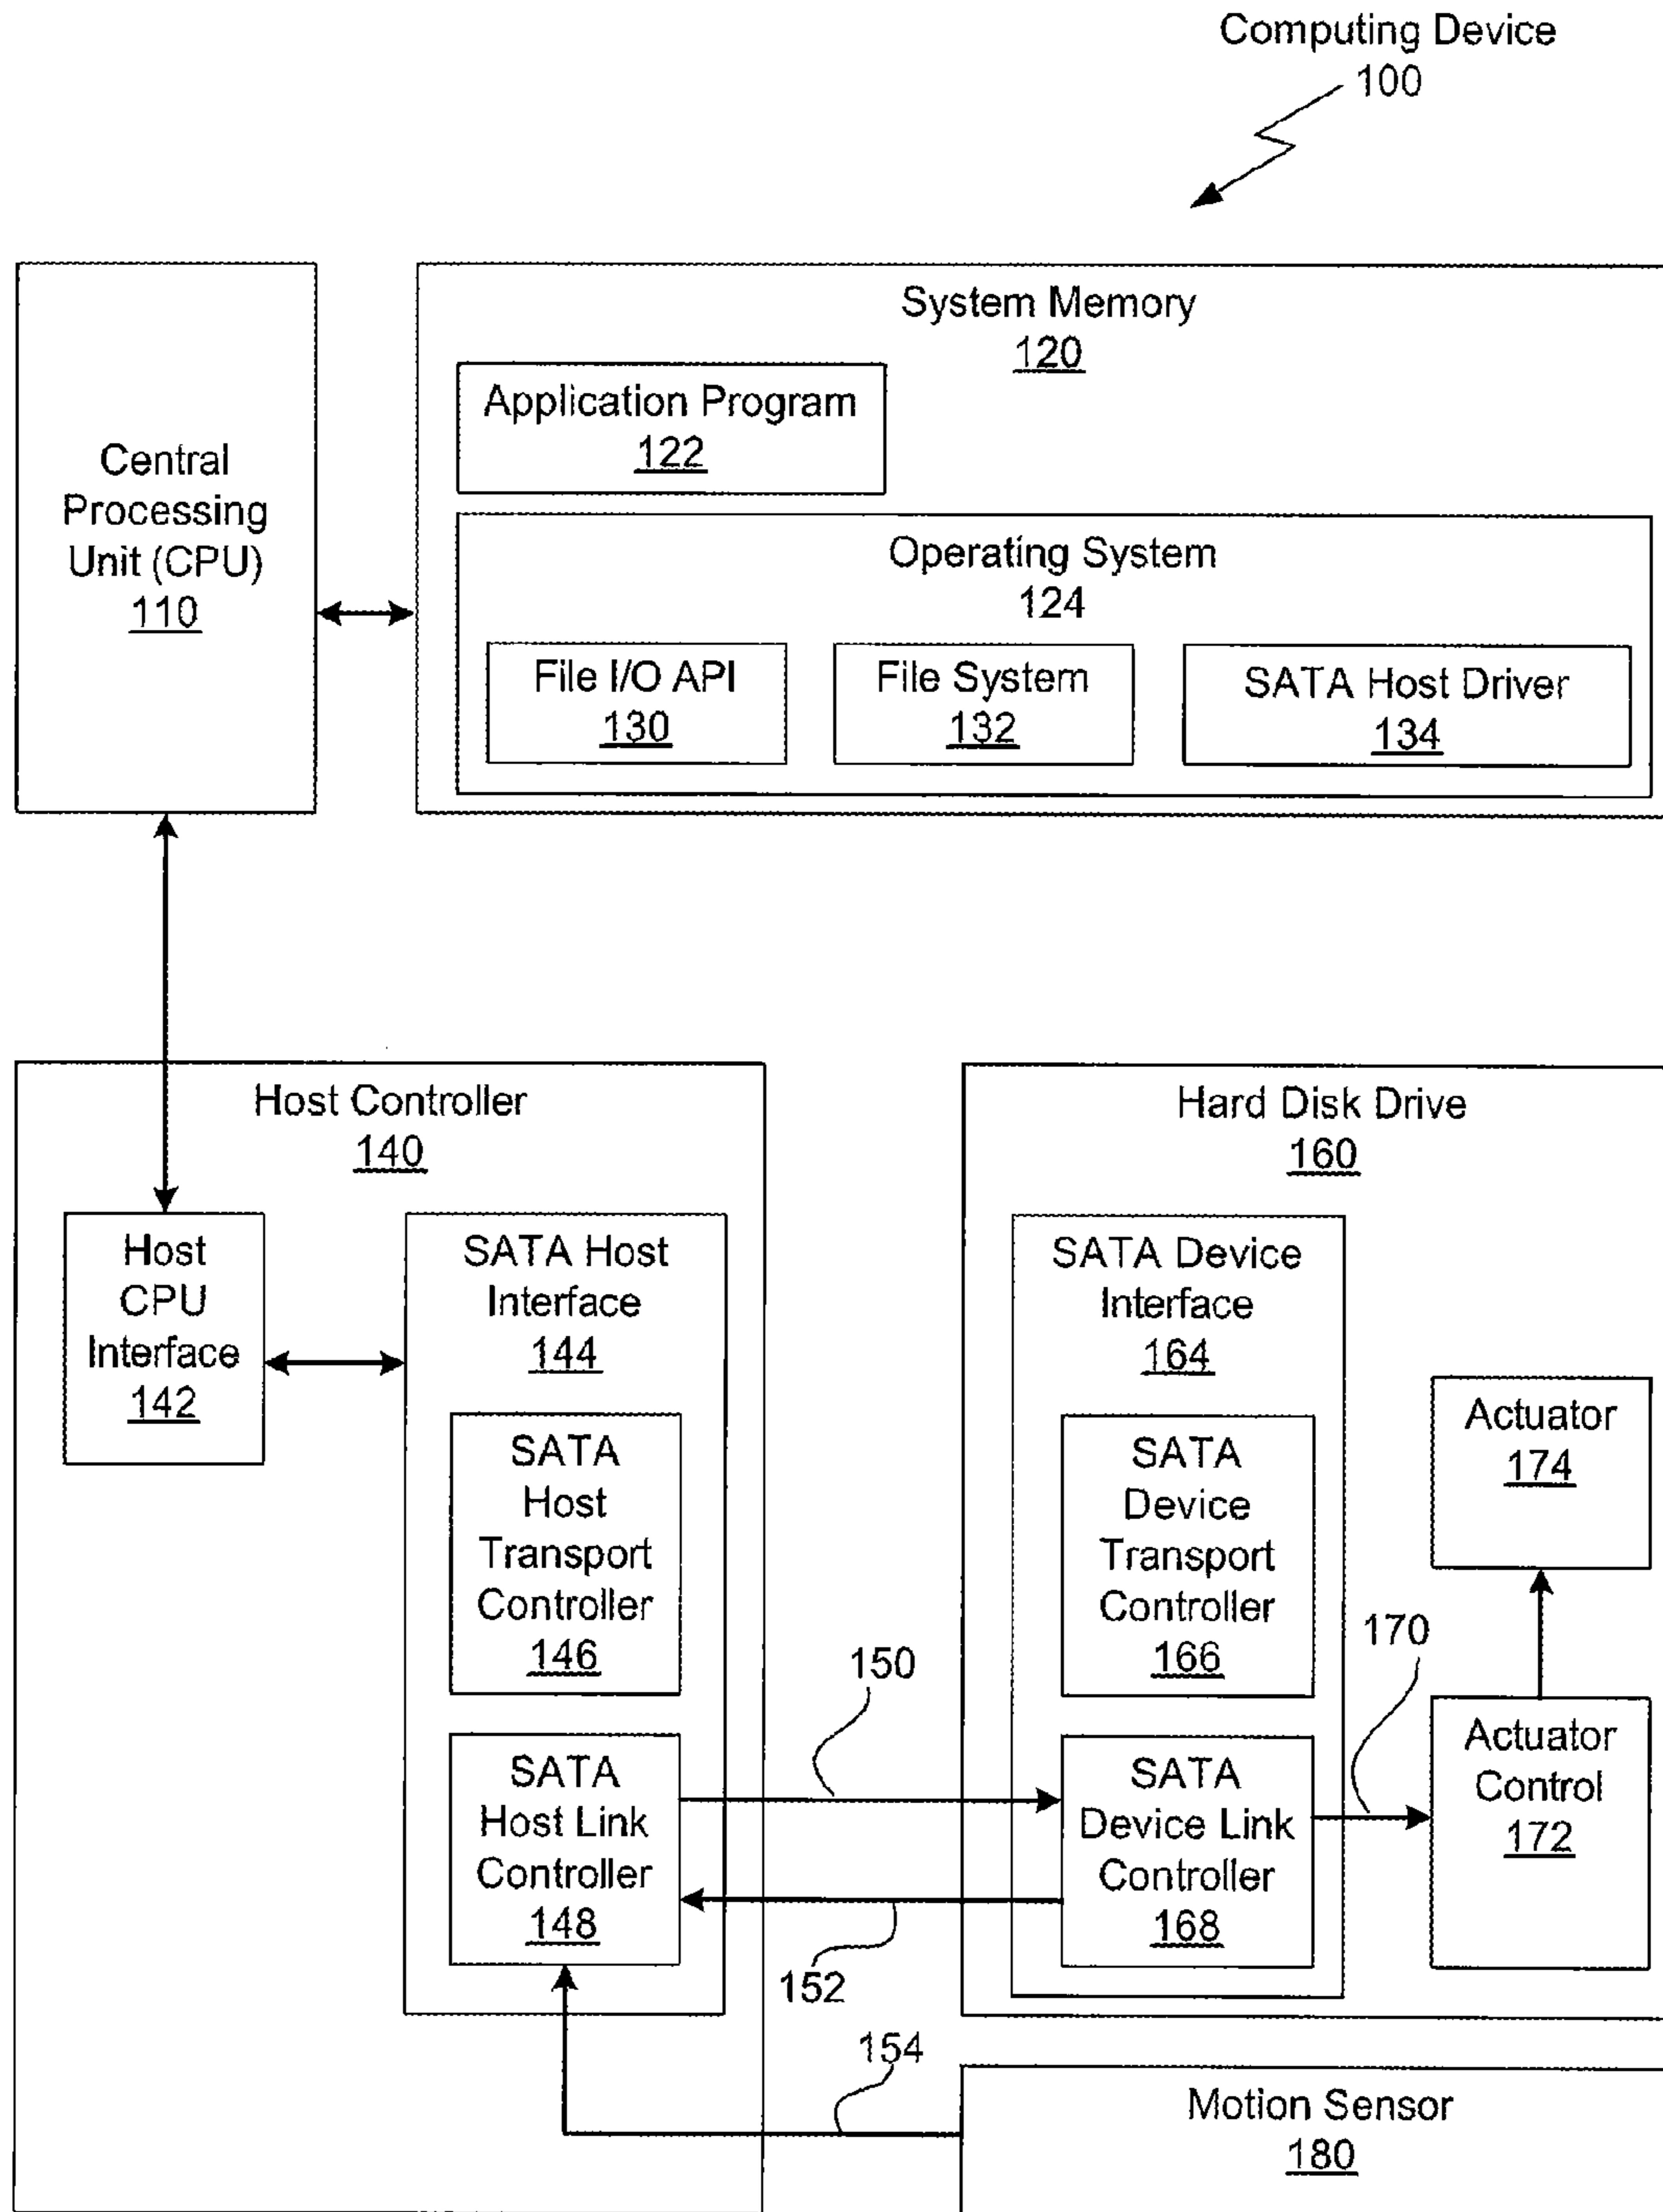 Computing Device
100
System Memory
120
Application Program
122
Central
Processing
Unit (CPU)
110
Operating System
124
File I/O API
130
File System
132
SATA Host Driver
134
Host Controller
140
Host
CPU
Interface
142
SATA Host
Interface
144
SATA
Host
Transport
Controller
146
SATA
Host Link
Controller
148
150
152
154
Hard Disk Drive
160
SATA Device
Interface
164
SATA
Device
Transport
Controller
166
SATA
Device Link
Controller
168
170
Actuator
174
Actuator
Control
172
Motion Sensor
180